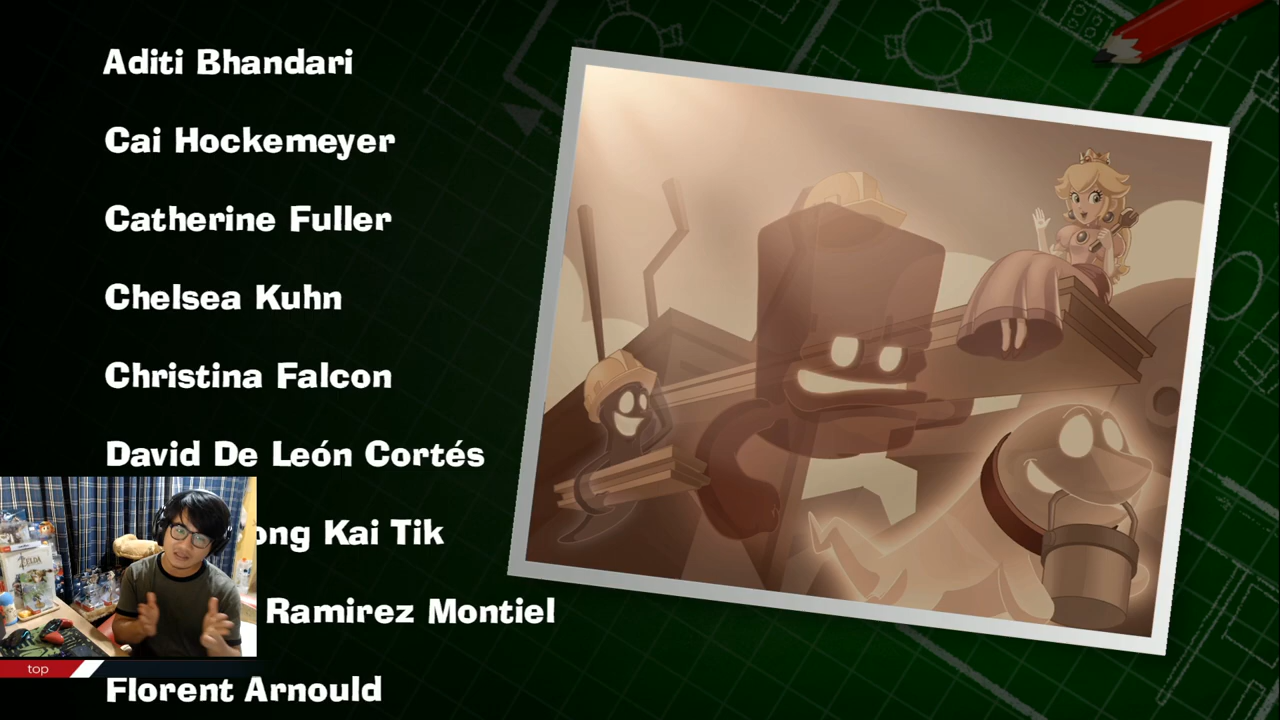 Aditi Bhandari
Cai Hockemeyer
Catherine Fuller
Chelsea Kuhn
Christina Falcon
David De León Cortés
Kai Tik
Ramirez Montiel
top
Florent Arnould
ZELDA